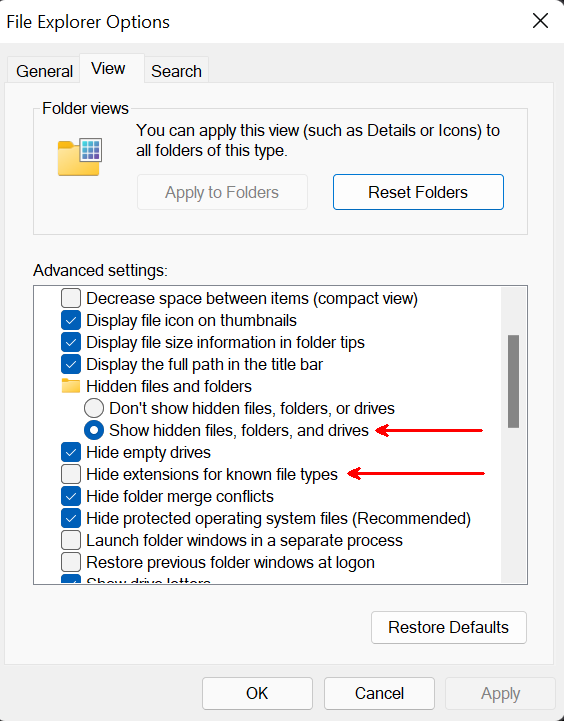 File Explorer Options
General
View
Search
Folder views
You can apply this view (such as Details or Icons) to
all folders of this type.
Apply to Folders
Reset Folders
Advanced settings:
Decrease space between items (compact view)
Display file icon on thumbnails
Display file size information in folder tips
Display the full path in the title bar
Hidden files and folders
Don't show hidden files, folders, or drives
Show hidden files, folders, and drives
Hide empty drives
Hide extensions for known file types
Hide folder merge conflicts
Hide protected operating system files (Recommended)
Launch folder windows in a separate process
Restore previous folder windows at logon
Show drive letters
Restore Defaults
OK
Cancel
Apply